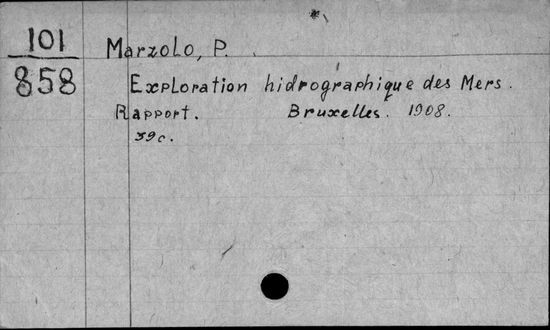 101
858
Marzolo, P.
Exploration hidrographique des Mers.
Rapport. Bruxelles. 1908.
39c.